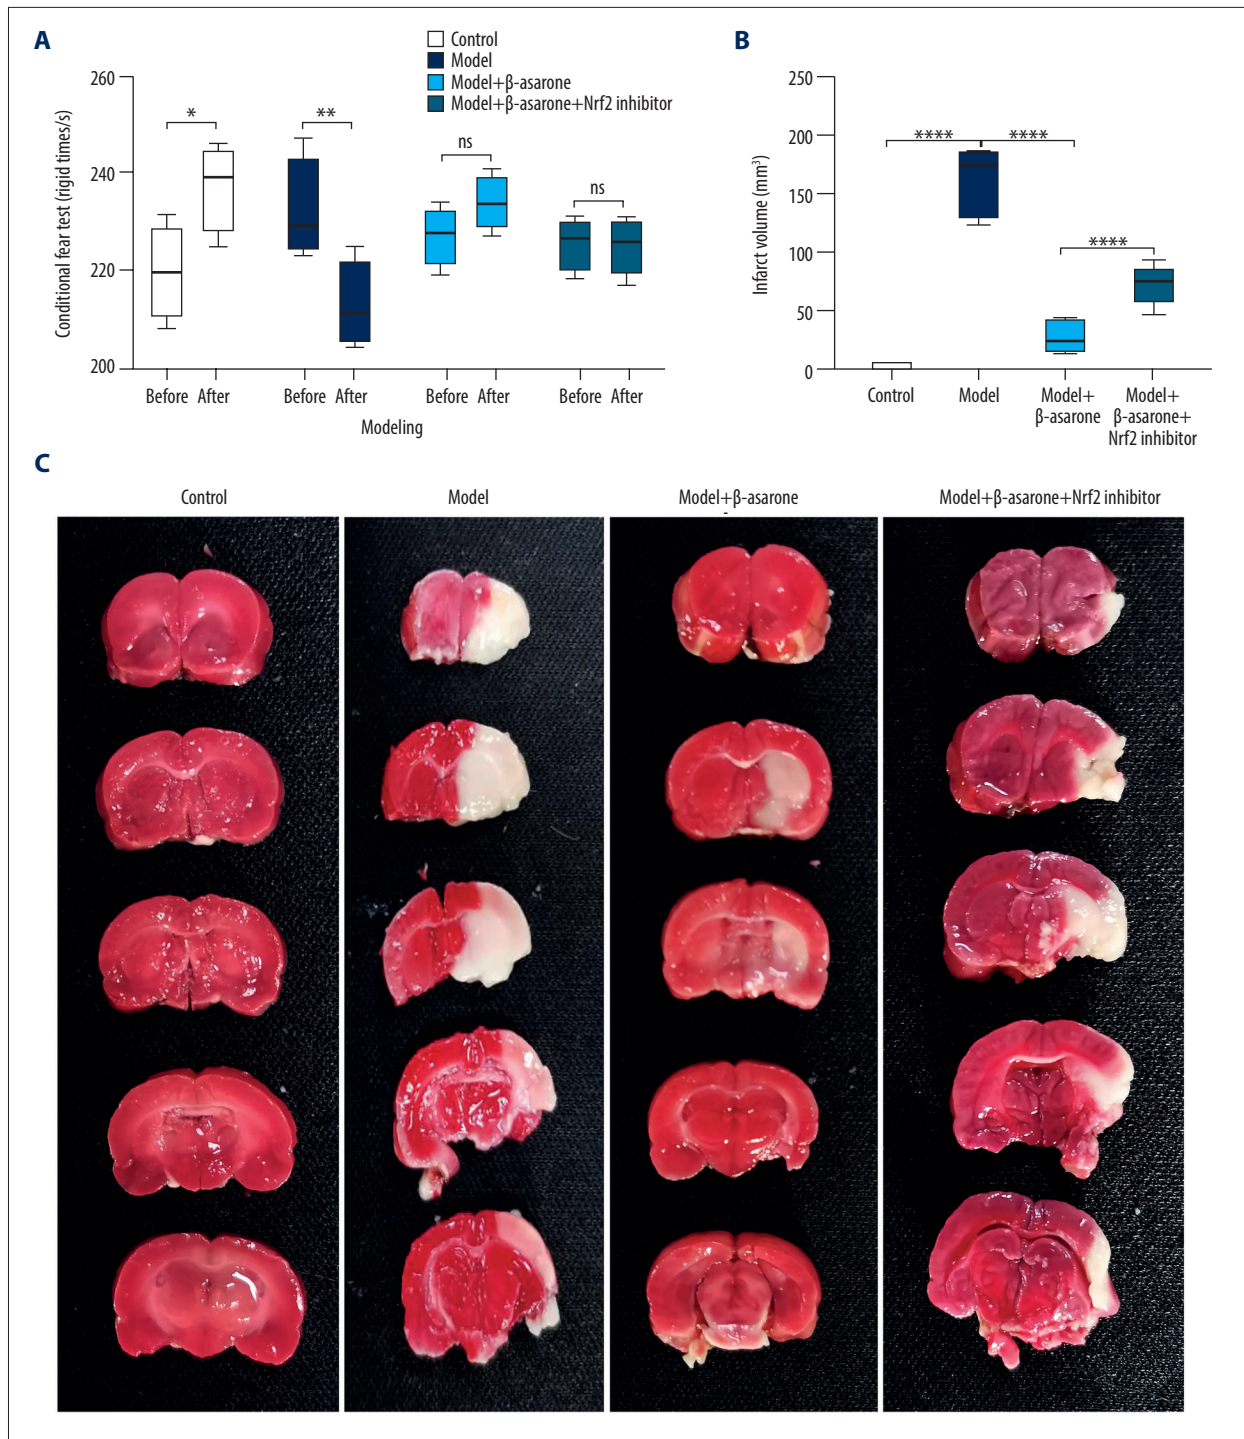 A
Control
Model
Model+β-asarone
Model+β-asarone+Nrf2 inhibitor
Conditional fear test (rigid times/s)
260
240
220
200
*
**
ns
ns
Before After
Before After
Before After
Before After
Modeling
B
Infarct volume (mm³)
250
200
150
100
50
0
****
****
****
Control
Model
Model+
β-asarone
Model+
β-asarone+
Nrf2 inhibitor
C
Control
Model
Model+β-asarone
Model+β-asarone+Nrf2 inhibitor